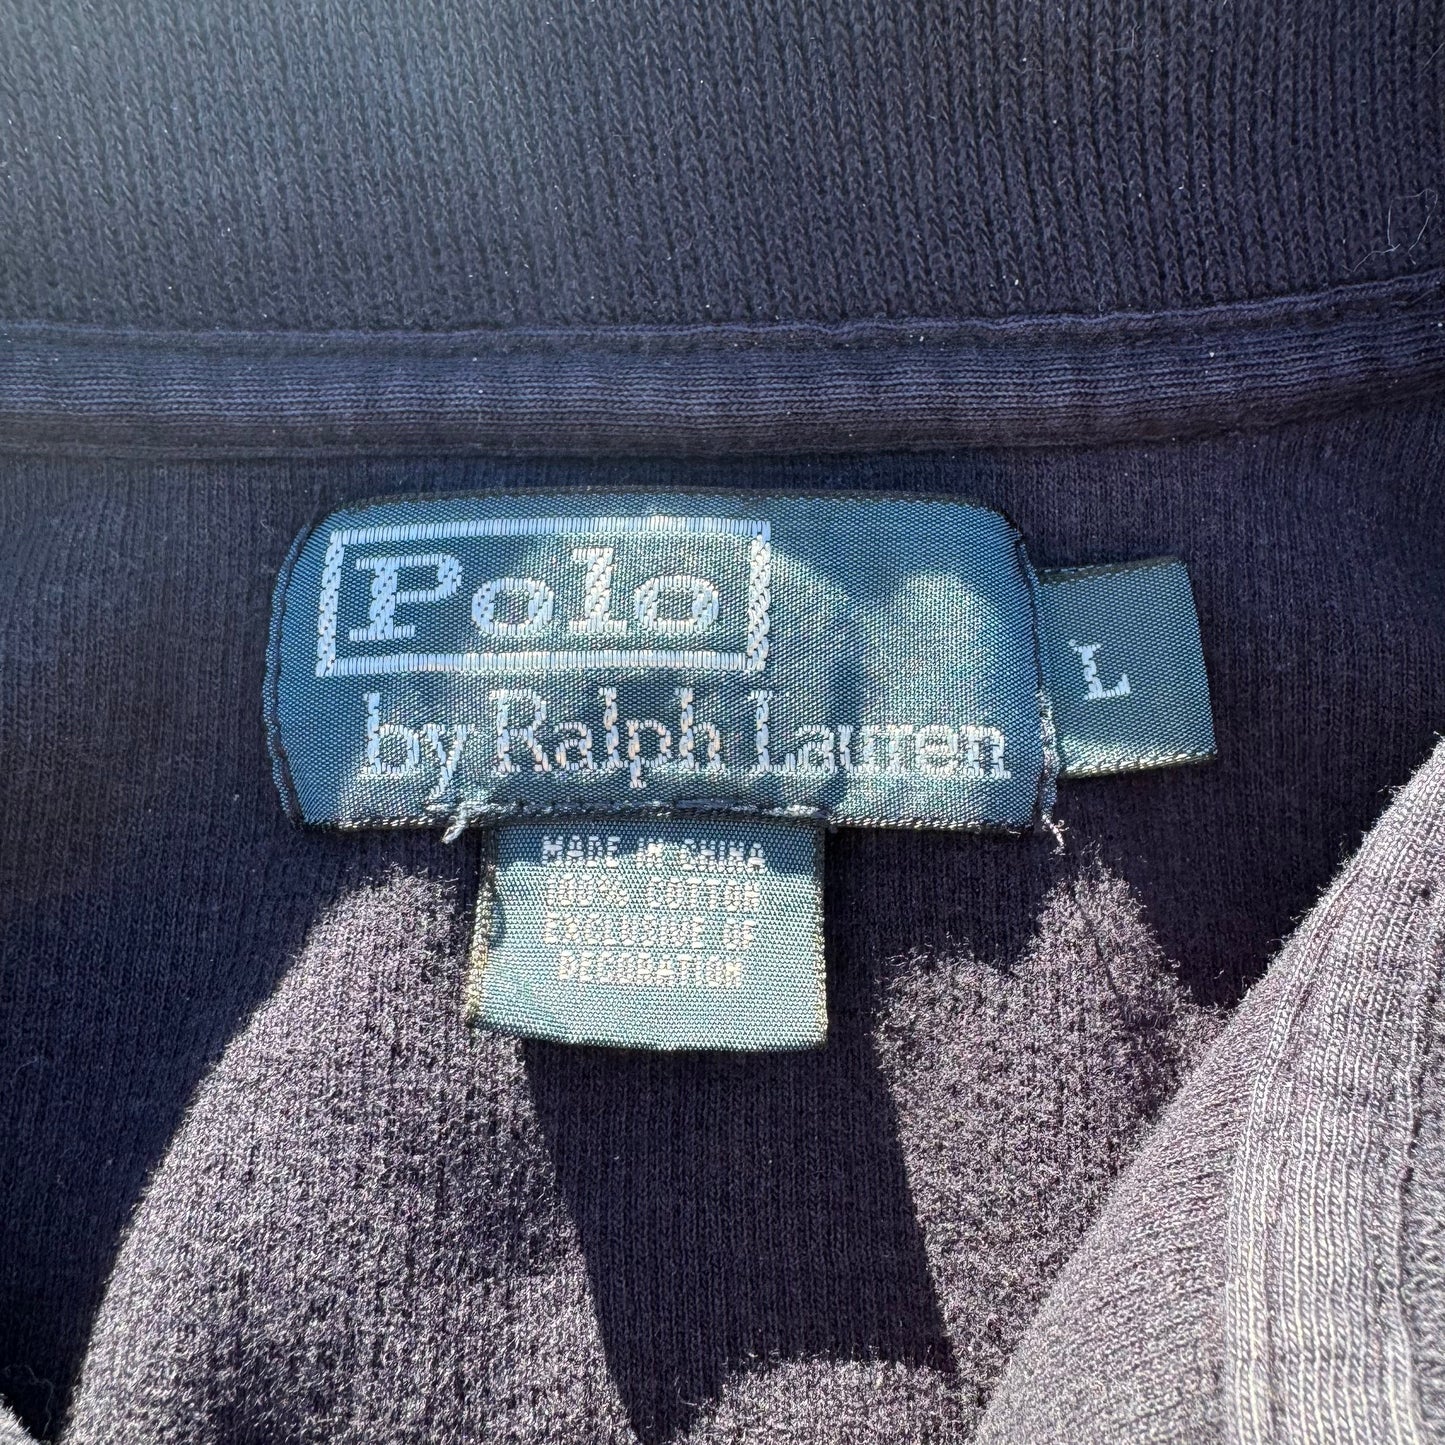 Polo
by Ralph Lauren
L
MADE IN CHINA
100% COTTON
EXCLUSIVE OF
DECORATION